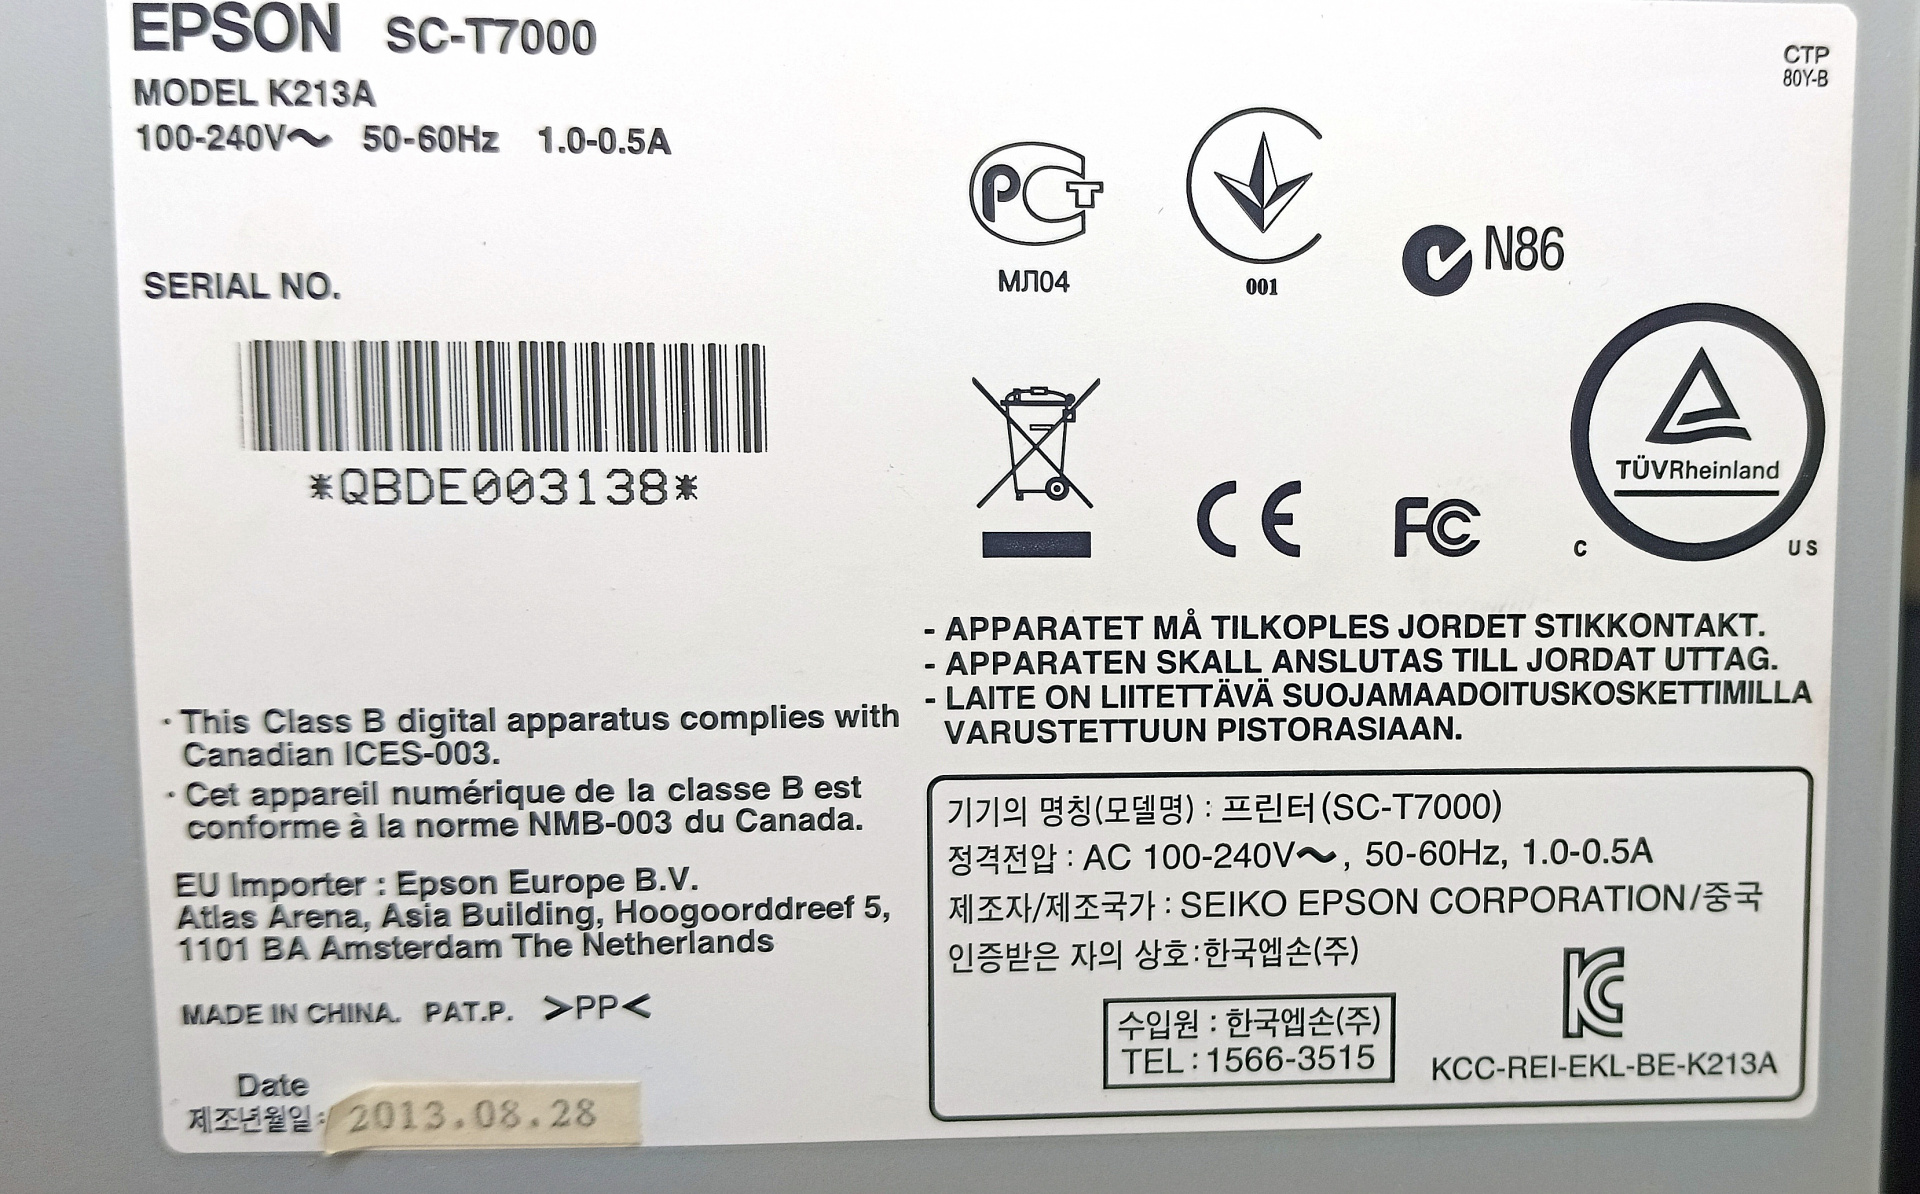 EPSON SC-T7000
MODEL K213A
100-240V～ 50-60Hz 1.0-0.5A
SERIAL NO.
*QBDE003138*
· This Class B digital apparatus complies with
Canadian ICES-003.
· Cet appareil numérique de la classe B est
conforme à la norme NMB-003 du Canada.
EU Importer : Epson Europe B.V.
Atlas Arena, Asia Building, Hoogoorddreef 5,
1101 BA Amsterdam The Netherlands
MADE IN CHINA. PAT.P. >PP<
Date
제조년월일: 2013.08.28
CTP
80Y-B
РСТ
МЛ04
001
N86
CE
FC
TÜVRheinland
C US
- APPARATET MÅ TILKOPLES JORDET STIKKONTAKT.
- APPARATEN SKALL ANSLUTAS TILL JORDAT UTTAG.
- LAITE ON LIITETTÄVÄ SUOJAMAADOITUSKOSKETTIMILLA
VARUSTETTUUN PISTORASIAAN.
기기의 명칭(모델명) : 프린터(SC-T7000)
정격전압 : AC 100-240V～, 50-60Hz, 1.0-0.5A
제조자/제조국가 : SEIKO EPSON CORPORATION/중국
인증받은 자의 상호:한국엡손(주)
수입원 : 한국엡손(주)
TEL : 1566-3515
KC
KCC-REI-EKL-BE-K213A